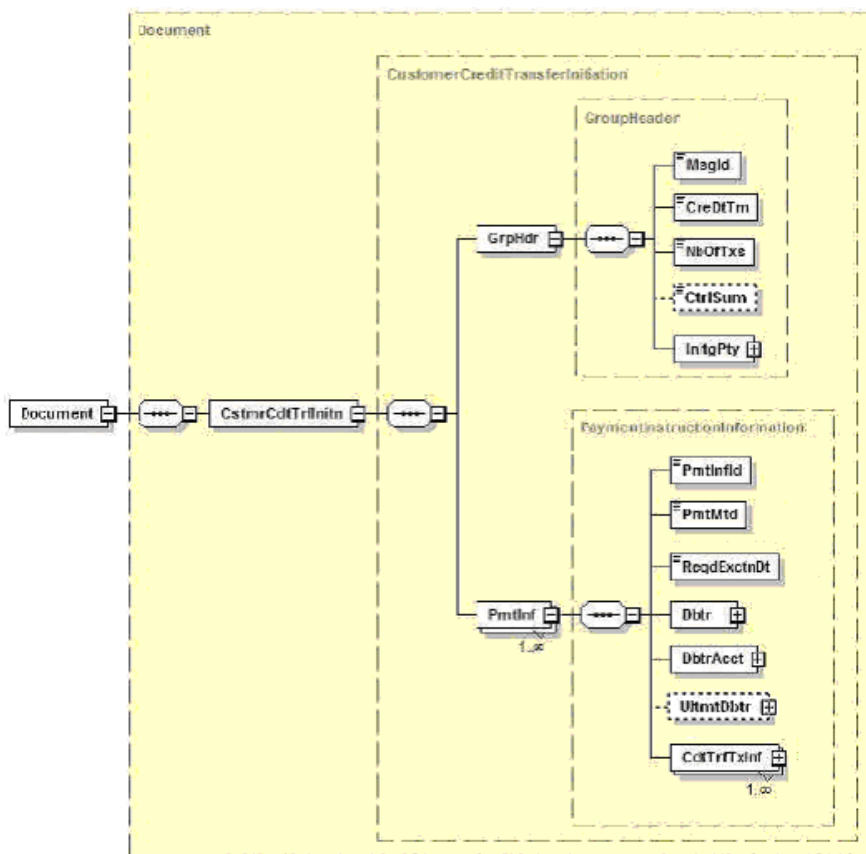 Document
CustomerCreditTransferInitiation
GroupHeader
MsgId
CreDtTm
NbOfTxs
CtrlSum
InitgPty
GrpHdr
Document
CstmrCdtTrfInitn
PaymentInstructionInformation
PmtInfId
PmtMtd
ReqdExctnDt
Dbtr
DbtrAcct
UltmtDbtr
CdtTrfTxInf
1..∞
PmtInf
1..∞